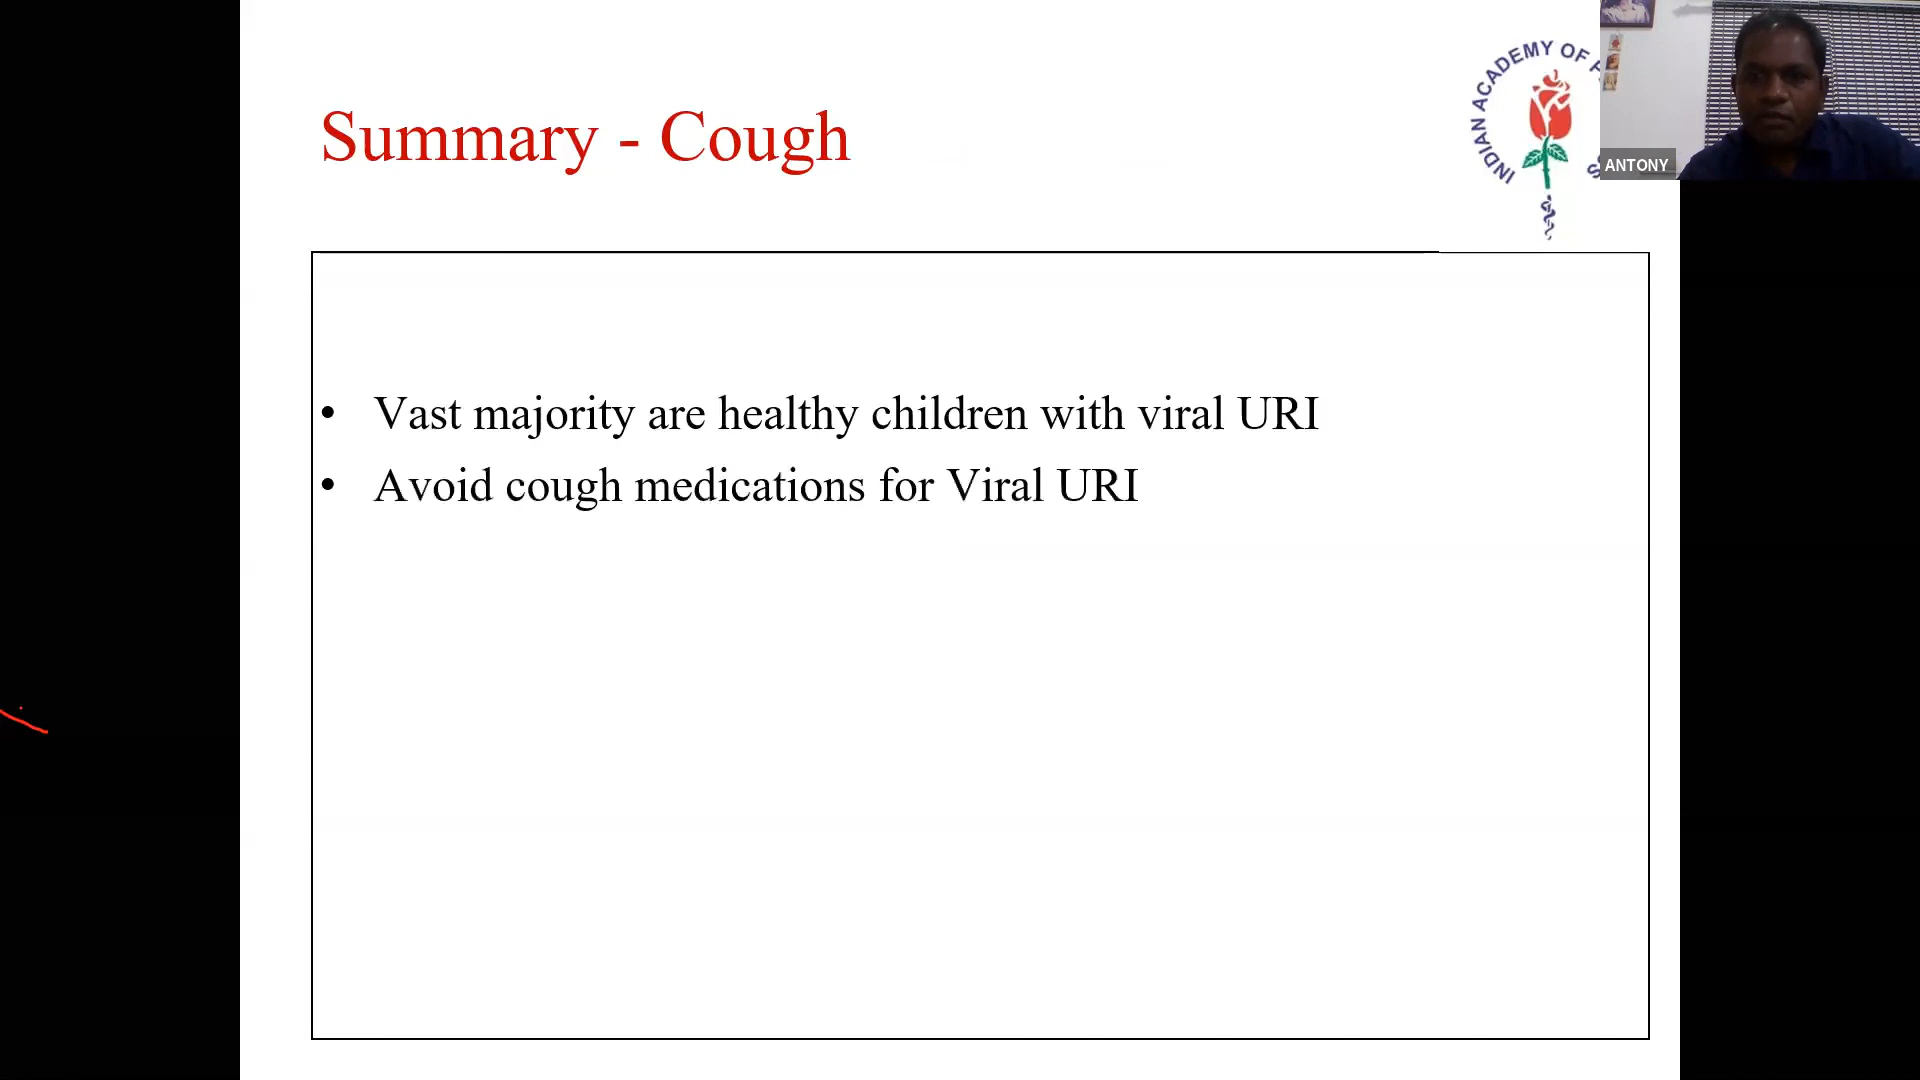 Summary - Cough
INDIAN ACADEMY OF
ANTONY
• Vast majority are healthy children with viral URI
• Avoid cough medications for Viral URI